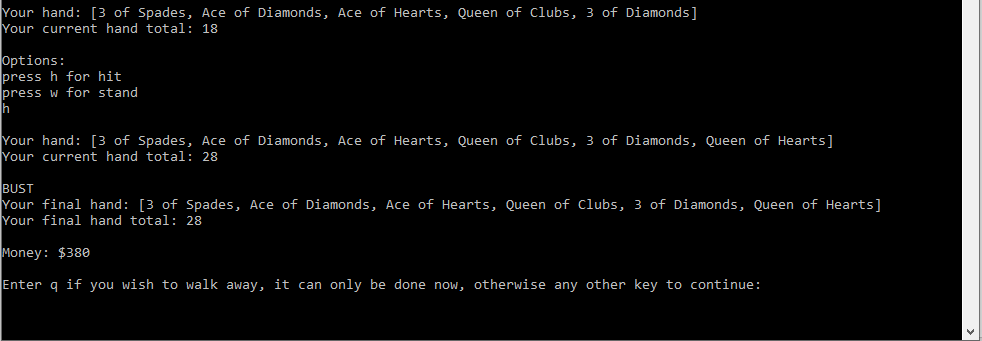 Your hand: [3 of Spades, Ace of Diamonds, Ace of Hearts, Queen of Clubs, 3 of Diamonds]
Your current hand total: 18
Options:
press h for hit
press w for stand
h
Your hand: [3 of Spades, Ace of Diamonds, Ace of Hearts, Queen of Clubs, 3 of Diamonds, Queen of Hearts]
Your current hand total: 28
BUST
Your final hand: [3 of Spades, Ace of Diamonds, Ace of Hearts, Queen of Clubs, 3 of Diamonds, Queen of Hearts]
Your final hand total: 28
Money: $380
Enter q if you wish to walk away, it can only be done now, otherwise any other key to continue: